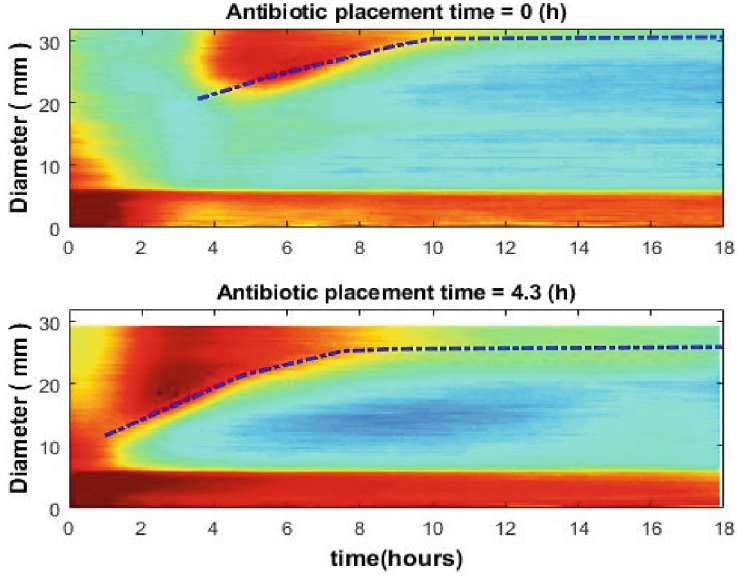 Antibiotic placement time = 0 (h)
Diameter ( mm)
30
20
10
0
0 2 4 6 8 10 12 14 16 18
Antibiotic placement time = 4.3 (h)
Diameter ( mm)
30
20
10
0
0 2 4 6 8 10 12 14 16 18
time(hours)